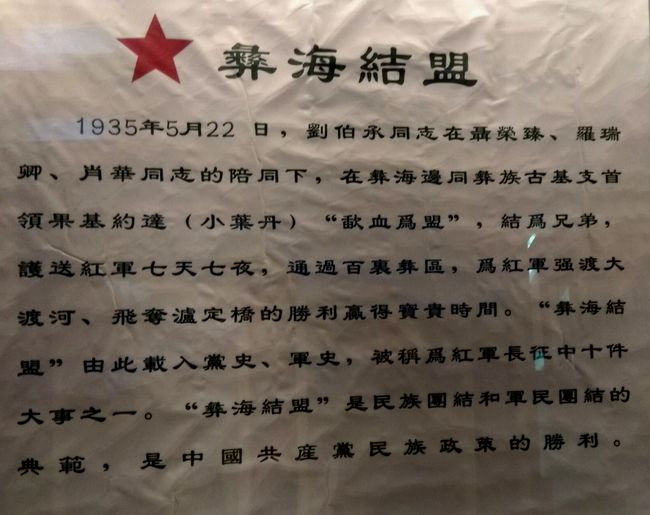 彝海結盟
1935年5月22日，劉伯承同志在聶榮臻、羅瑞
卿、肖華同志的陪同下，在彝海邊同彝族古基支首
領果基約達（小葉丹）“歃血爲盟”，結爲兄弟，
護送紅軍七天七夜，通過百裏彝區，爲紅軍强渡大
渡河、飛奪瀘定橋的勝利贏得寶貴時間。“彝海結
盟”由此載入黨史、軍史，被稱爲紅軍長征中十件
大事之一。“彝海結盟”是民族團結和軍民團結的
典範，是中國共産黨民族政策的勝利。